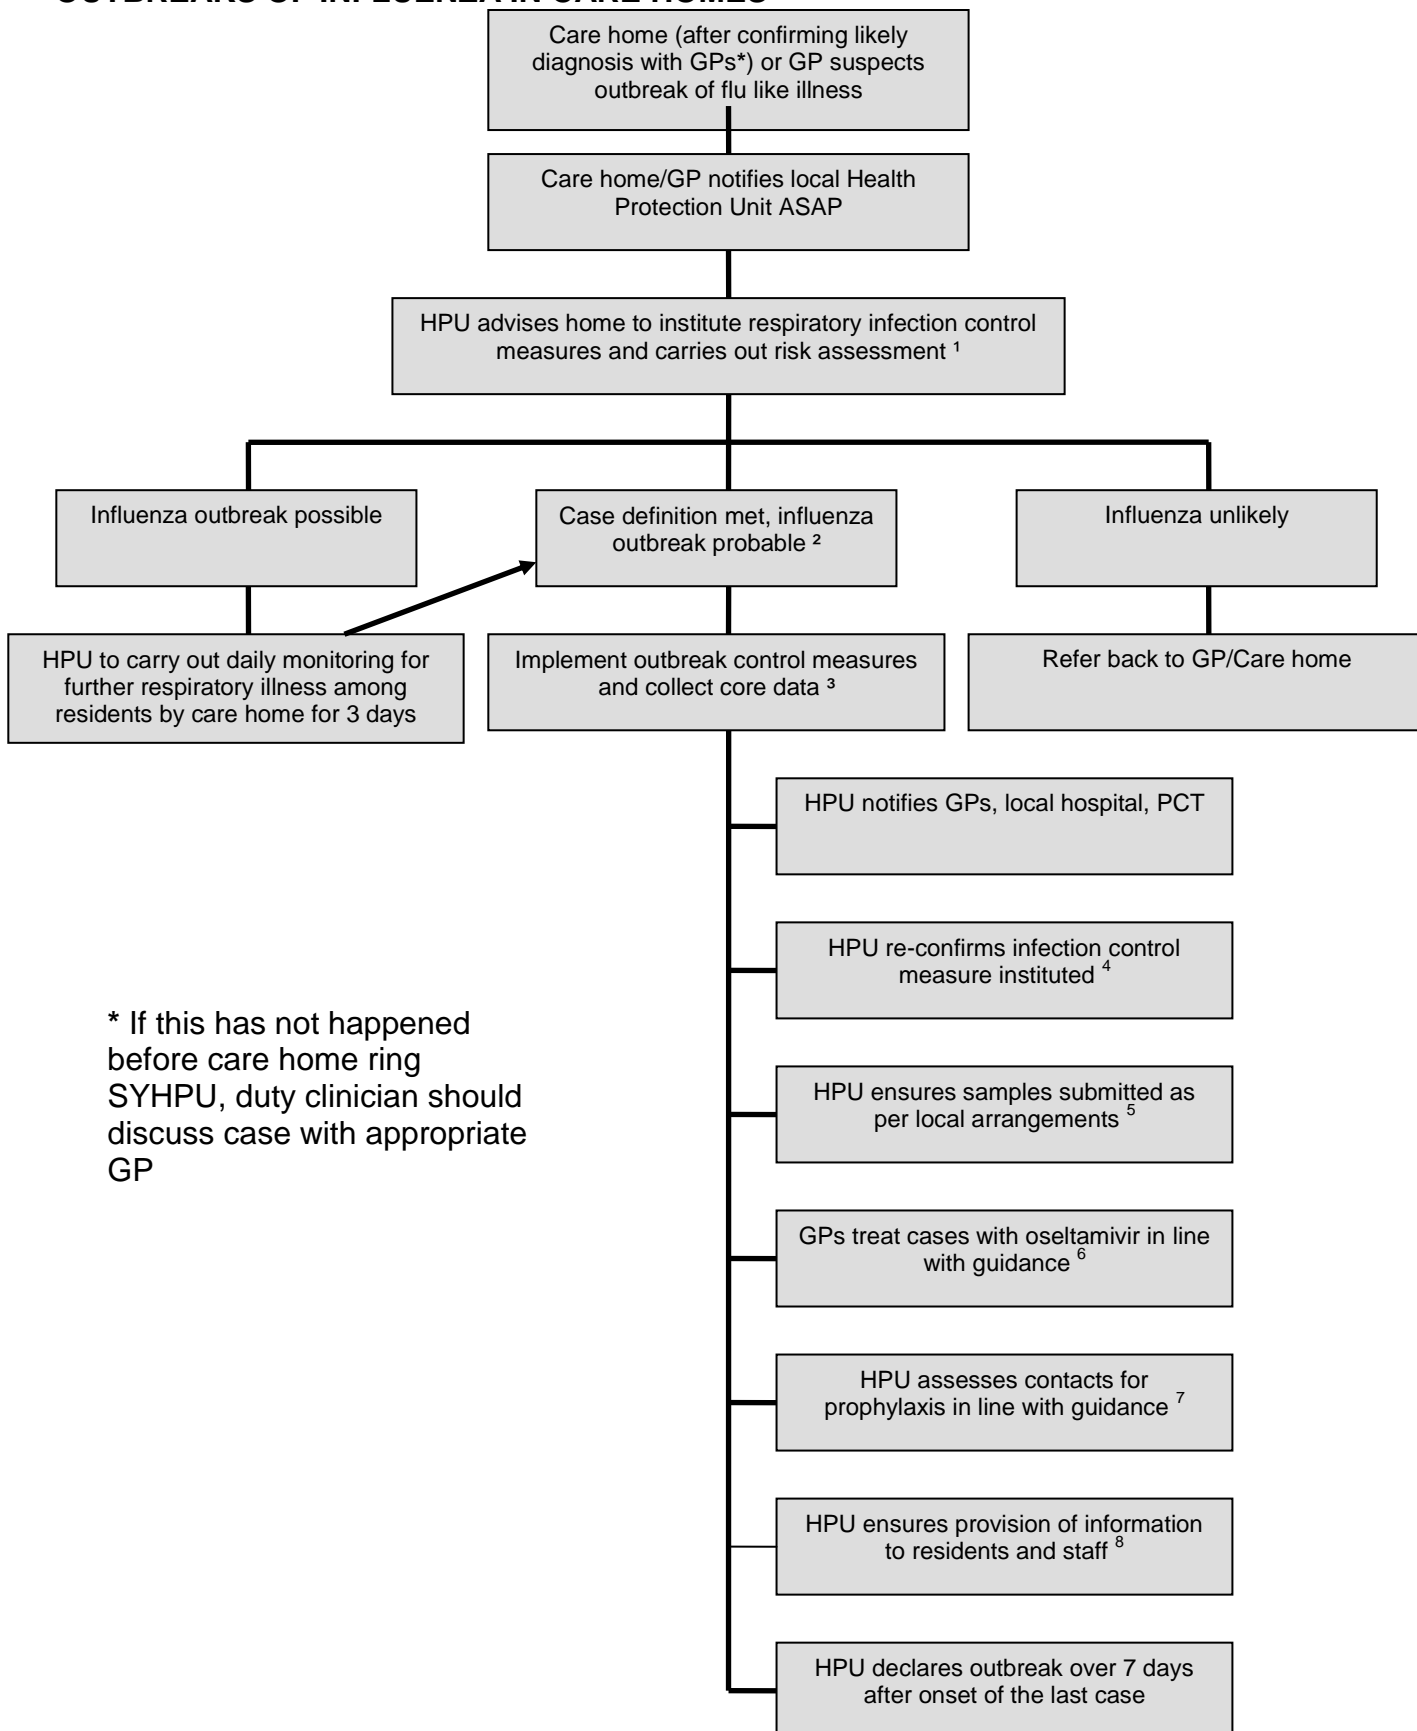 OUTBREAKS OF INFLUENZA IN CARE HOMES
Care home (after confirming likely
diagnosis with GPs*) or GP suspects
outbreak of flu like illness
Care home/GP notifies local Health
Protection Unit ASAP
HPU advises home to institute respiratory infection control
measures and carries out risk assessment ¹
Influenza outbreak possible
Case definition met, influenza
outbreak probable ²
Influenza unlikely
HPU to carry out daily monitoring for
further respiratory illness among
residents by care home for 3 days
Implement outbreak control measures
and collect core data ³
Refer back to GP/Care home
HPU notifies GPs, local hospital, PCT
HPU re-confirms infection control
measure instituted ⁴
* If this has not happened
before care home ring
SYHPU, duty clinician should
discuss case with appropriate
GP
HPU ensures samples submitted as
per local arrangements ⁵
GPs treat cases with oseltamivir in line
with guidance ⁶
HPU assesses contacts for
prophylaxis in line with guidance ⁷
HPU ensures provision of information
to residents and staff ⁸
HPU declares outbreak over 7 days
after onset of the last case